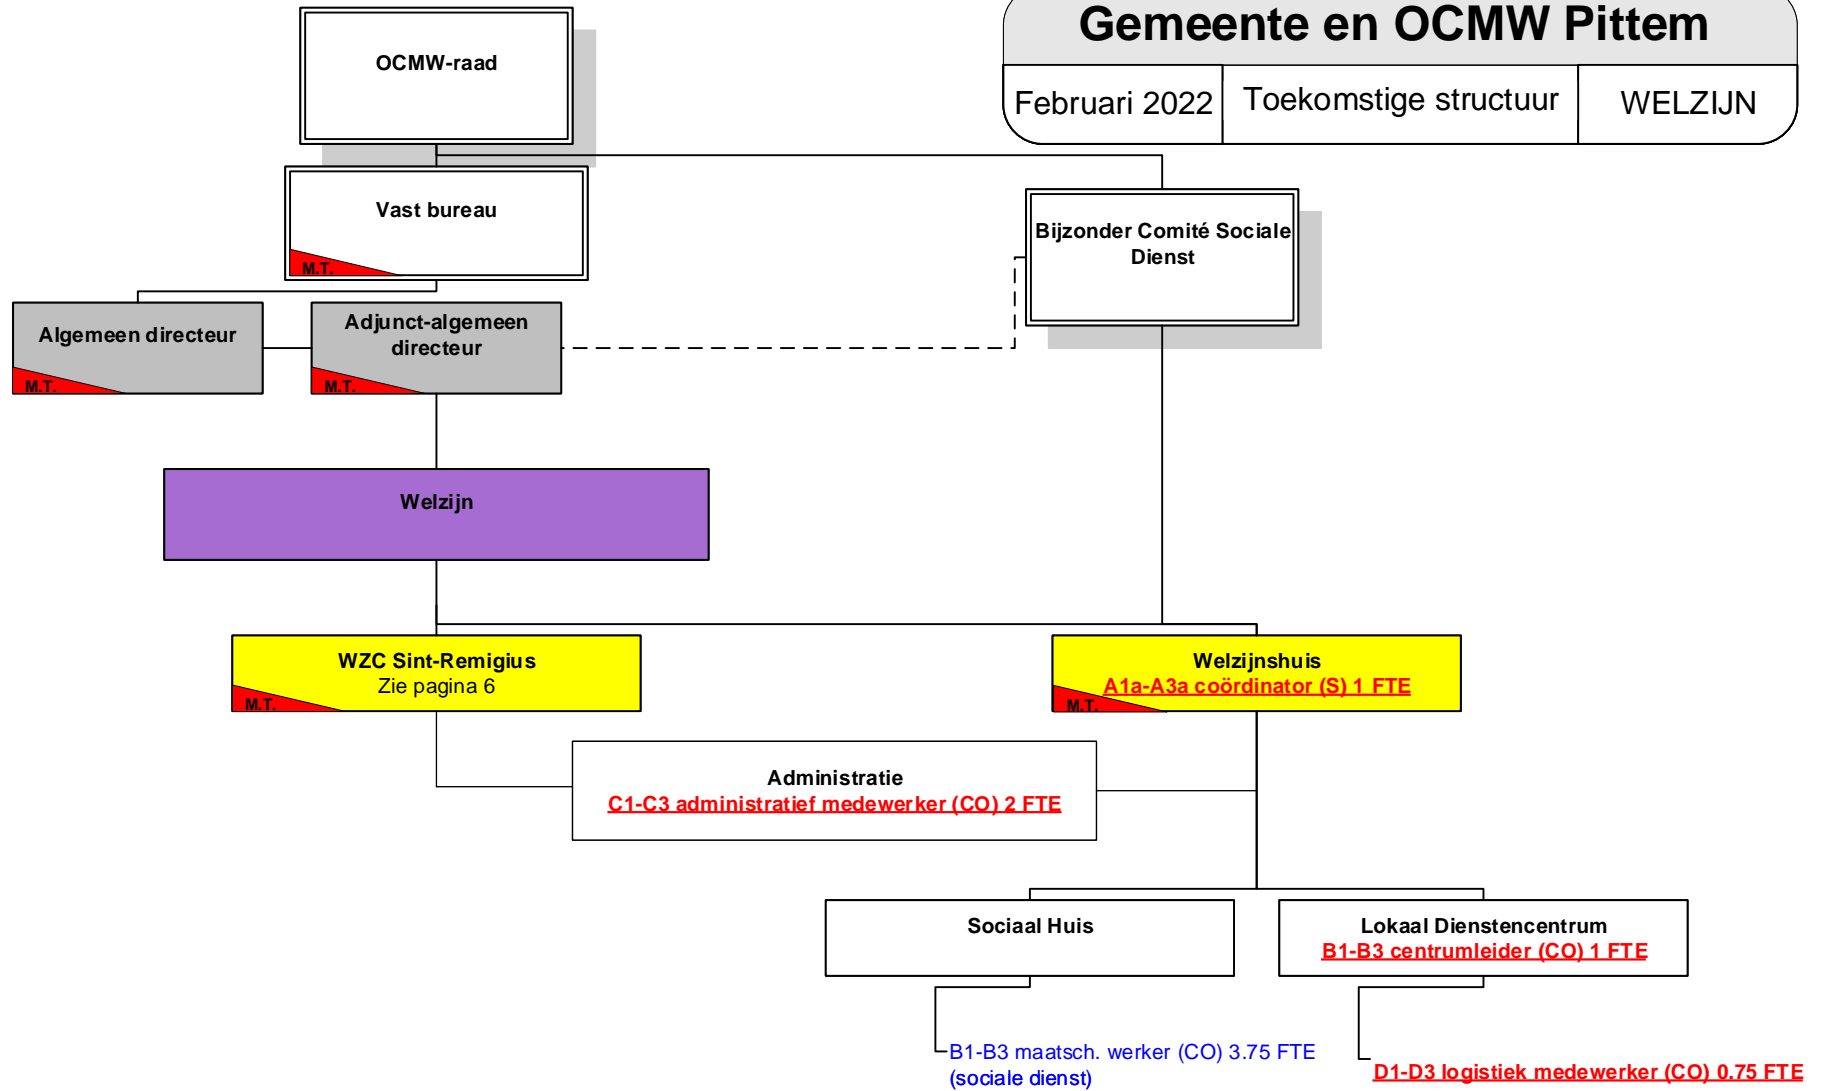 Gemeente en OCMW Pittem
Februari 2022
Toekomstige structuur
WELZIJN
OCMW-raad
Vast bureau
M.T.
Bijzonder Comité Sociale
Dienst
Algemeen directeur
M.T.
Adjunct-algemeen
directeur
M.T.
Welzijn
WZC Sint-Remigius
Zie pagina 6
M.T.
Welzijnshuis
A1a-A3a coördinator (S) 1 FTE
M.T.
Administratie
C1-C3 administratief medewerker (CO) 2 FTE
Sociaal Huis
Lokaal Dienstencentrum
B1-B3 centrumleider (CO) 1 FTE
B1-B3 maatsch. werker (CO) 3.75 FTE
(sociale dienst)
D1-D3 logistiek medewerker (CO) 0.75 FTE